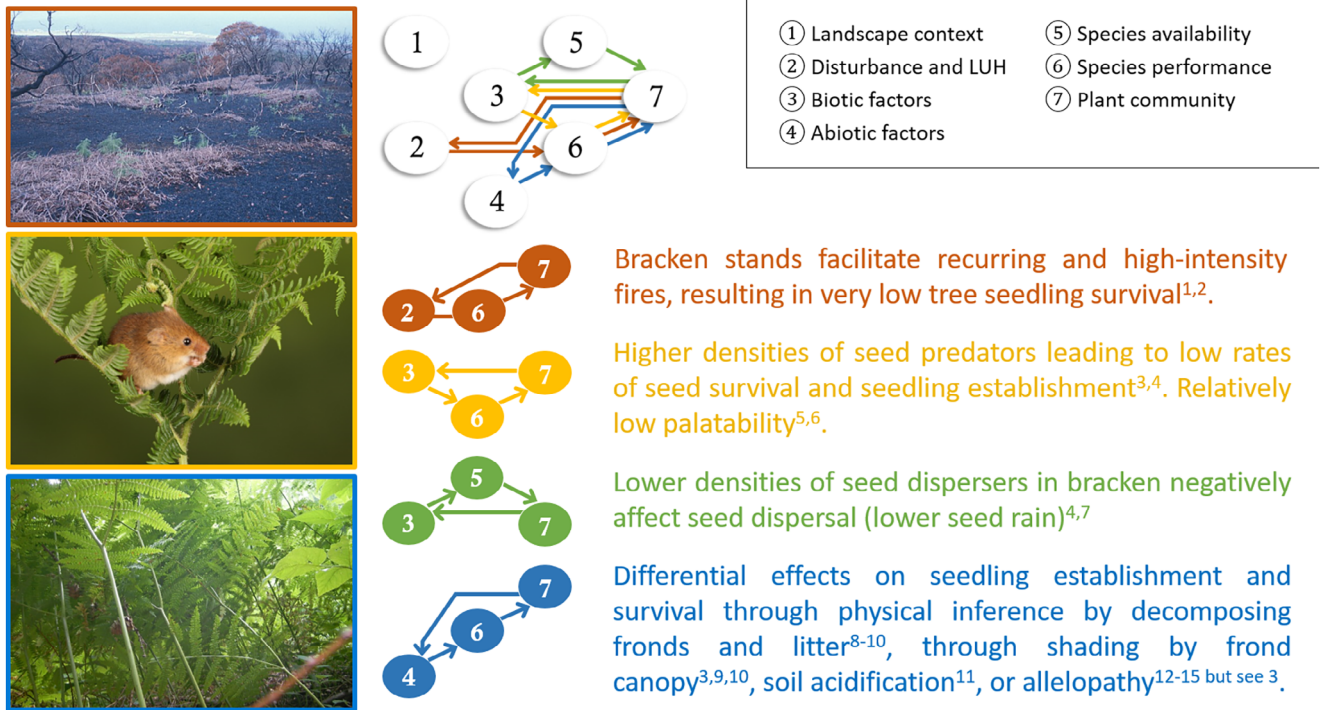 1
5
3
7
2
6
4
1 Landscape context
2 Disturbance and LUH
3 Biotic factors
4 Abiotic factors
5 Species availability
6 Species performance
7 Plant community
7
2
6
Bracken stands facilitate recurring and high-intensity
fires, resulting in very low tree seedling survival1,2.
3
7
6
Higher densities of seed predators leading to low rates
of seed survival and seedling establishment3,4. Relatively
low palatability5,6.
5
3
7
Lower densities of seed dispersers in bracken negatively
affect seed dispersal (lower seed rain)4,7
7
6
4
Differential effects on seedling establishment and
survival through physical inference by decomposing
fronds and litter8-10, through shading by frond
canopy3,9,10, soil acidification11, or allelopathy12-15 but see 3.